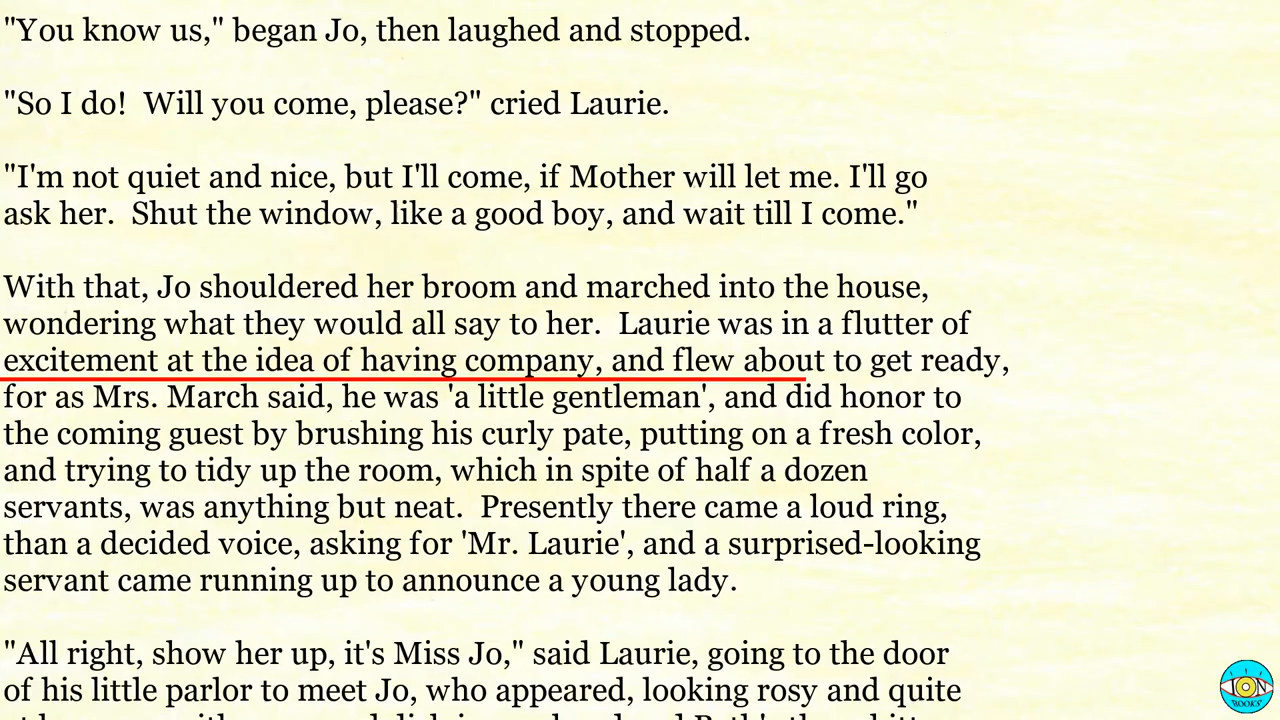 "You know us," began Jo, then laughed and stopped.
"So I do!  Will you come, please?" cried Laurie.
"I'm not quiet and nice, but I'll come, if Mother will let me. I'll go
ask her.  Shut the window, like a good boy, and wait till I come."
With that, Jo shouldered her broom and marched into the house,
wondering what they would all say to her.  Laurie was in a flutter of
excitement at the idea of having company, and flew about to get ready,
for as Mrs. March said, he was 'a little gentleman', and did honor to
the coming guest by brushing his curly pate, putting on a fresh color,
and trying to tidy up the room, which in spite of half a dozen
servants, was anything but neat.  Presently there came a loud ring,
than a decided voice, asking for 'Mr. Laurie', and a surprised-looking
servant came running up to announce a young lady.
"All right, show her up, it's Miss Jo," said Laurie, going to the door
of his little parlor to meet Jo, who appeared, looking rosy and quite
ION
BOOKS